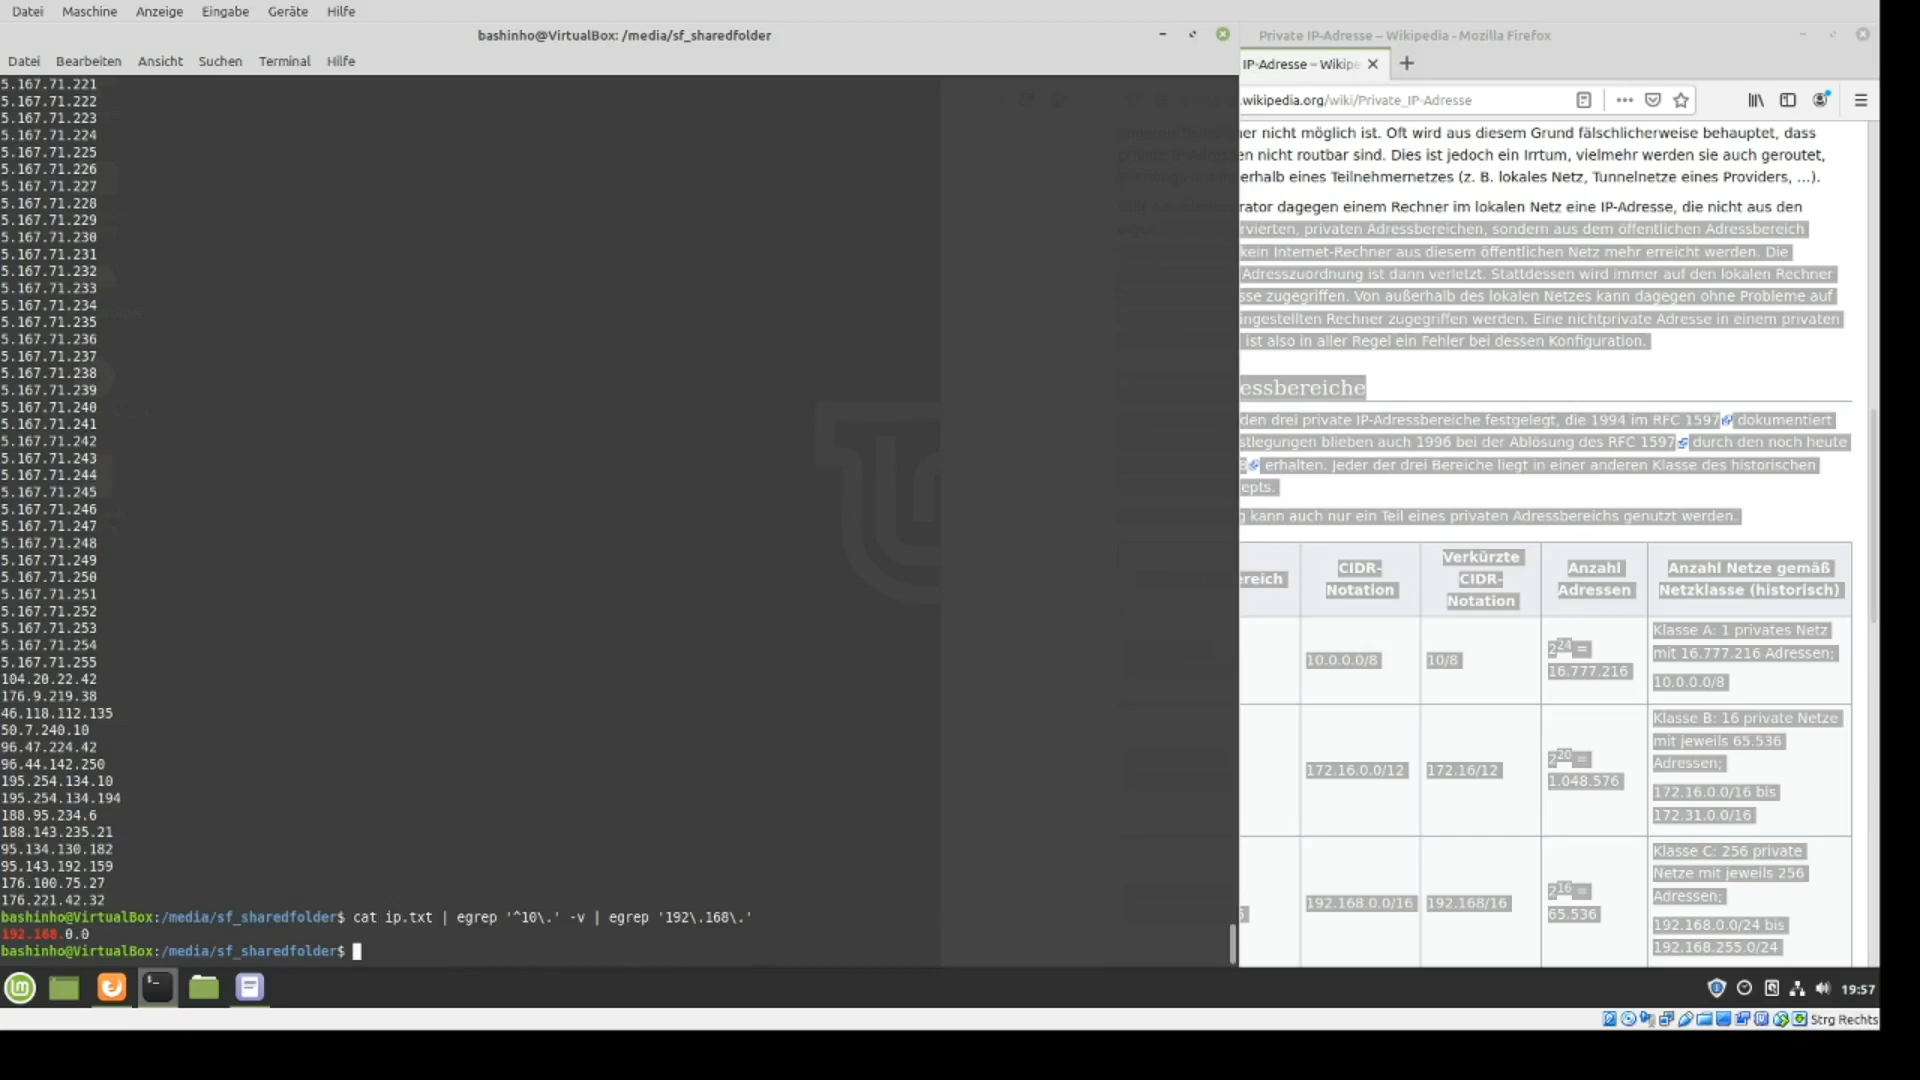 Datei Maschine Anzeige Eingabe Geräte Hilfe
bashinho@VirtualBox: /media/sf_sharedfolder
Datei Bearbeiten Ansicht Suchen Terminal Hilfe
5.167.71.221
5.167.71.222
5.167.71.223
5.167.71.224
5.167.71.225
5.167.71.226
5.167.71.227
5.167.71.228
5.167.71.229
5.167.71.230
5.167.71.231
5.167.71.232
5.167.71.233
5.167.71.234
5.167.71.235
5.167.71.236
5.167.71.237
5.167.71.238
5.167.71.239
5.167.71.240
5.167.71.241
5.167.71.242
5.167.71.243
5.167.71.244
5.167.71.245
5.167.71.246
5.167.71.247
5.167.71.248
5.167.71.249
5.167.71.250
5.167.71.251
5.167.71.252
5.167.71.253
5.167.71.254
5.167.71.255
104.20.22.42
176.9.219.38
46.118.112.135
50.7.240.10
96.47.224.42
96.44.142.250
195.254.134.10
195.254.134.194
188.95.234.6
188.143.235.21
95.134.130.182
95.143.192.159
176.100.75.27
176.221.42.32
bashinho@VirtualBox:/media/sf_sharedfolder$ cat ip.txt | egrep '^10\.' -v | egrep '192\.168\.'
192.168.0.0
bashinho@VirtualBox:/media/sf_sharedfolder$
Private IP-Adresse – Wikipedia - Mozilla Firefox
IP-Adresse – Wikipe
.wikipedia.org/wiki/Private_IP-Adresse
er nicht möglich ist. Oft wird aus diesem Grund fälschlicherweise behauptet, dass
n nicht routbar sind. Dies ist jedoch ein Irrtum, vielmehr werden sie auch geroutet,
erhalb eines Teilnehmernetzes (z. B. lokales Netz, Tunnelnetze eines Providers, ...).
rator dagegen einem Rechner im lokalen Netz eine IP-Adresse, die nicht aus den
rvierten, privaten Adressbereichen, sondern aus dem öffentlichen Adressbereich
kein Internet-Rechner aus diesem öffentlichen Netz mehr erreicht werden. Die
Adresszuordnung ist dann verletzt. Stattdessen wird immer auf den lokalen Rechner
sse zugegriffen. Von außerhalb des lokalen Netzes kann dagegen ohne Probleme auf
ngestellten Rechner zugegriffen werden. Eine nichtprivate Adresse in einem privaten
ist also in aller Regel ein Fehler bei dessen Konfiguration.
essbereiche
den drei private IP-Adressbereiche festgelegt, die 1994 im RFC 1597 dokumentiert
stlegungen blieben auch 1996 bei der Ablösung des RFC 1597 durch den noch heute
erhalten. Jeder der drei Bereiche liegt in einer anderen Klasse des historischen
epts.
g kann auch nur ein Teil eines privaten Adressbereichs genutzt werden.
ereich
CIDR-
Notation
Verkürzte
CIDR-
Notation
Anzahl
Adressen
Anzahl Netze gemäß
Netzklasse (historisch)
10.0.0.0/8
10/8
2²⁴ =
16.777.216
Klasse A: 1 privates Netz
mit 16.777.216 Adressen;
10.0.0.0/8
172.16.0.0/12
172.16/12
2²⁰ =
1.048.576
Klasse B: 16 private Netze
mit jeweils 65.536
Adressen;
172.16.0.0/16 bis
172.31.0.0/16
192.168.0.0/16
192.168/16
2¹⁶ =
65.536
Klasse C: 256 private
Netze mit jeweils 256
Adressen;
192.168.0.0/24 bis
192.168.255.0/24
19:57
Strg Rechts